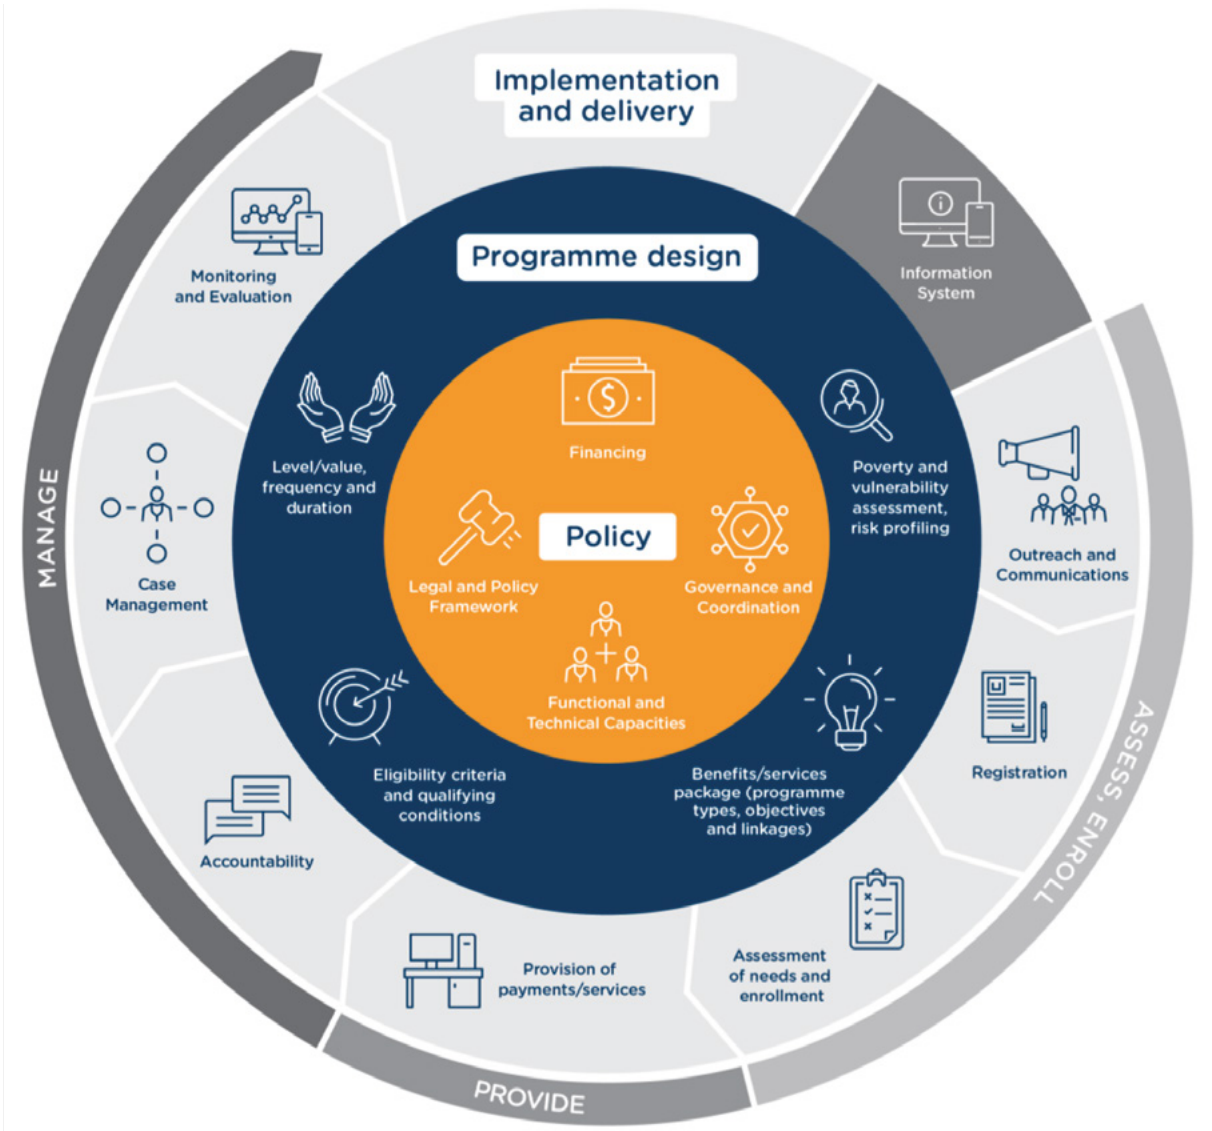 Implementation
and delivery
Information
System
Outreach and
Communications
Registration
Assessment
of needs and
enrollment
Provision of
payments/services
Accountability
Case
Management
Monitoring
and Evaluation
MANAGE
ASSESS, ENROLL
PROVIDE
Programme design
Poverty and
vulnerability
assessment,
risk profiling
Benefits/services
package (programme
types, objectives
and linkages)
Eligibility criteria
and qualifying
conditions
Level/value,
frequency and
duration
$
Financing
Policy
Legal and Policy
Framework
Governance and
Coordination
Functional and
Technical Capacities